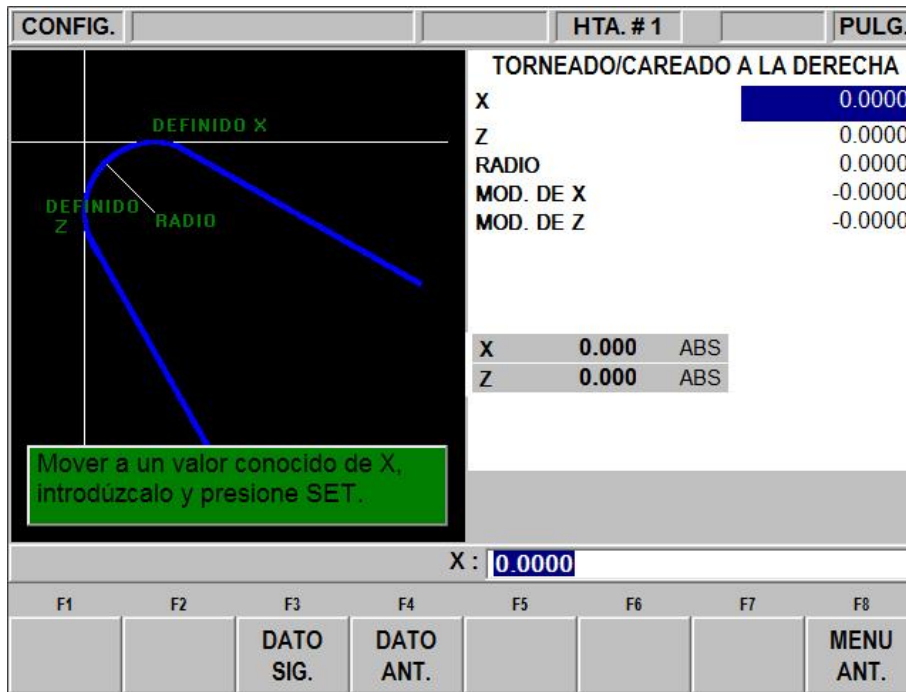 CONFIG. HTA. # 1 PULG.
DEFINIDO X
DEFINIDO
Z
RADIO
Mover a un valor conocido de X,
introdúzcalo y presione SET.
TORNEADO/CAREADO A LA DERECHA
X 0.0000
Z 0.0000
RADIO 0.0000
MOD. DE X -0.0000
MOD. DE Z -0.0000
X 0.000 ABS
Z 0.000 ABS
X : 0.0000
F1 F2 F3 F4 F5 F6 F7 F8
DATO SIG. DATO ANT. MENU ANT.